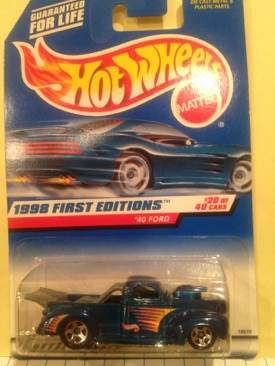 GUARANTEED
FOR LIFE
DIE CAST METAL &
PLASTIC PARTS
HOT WHEELS
MATTEL
1998 FIRST EDITIONS™
#20 OF
40 CARS
'40 FORD